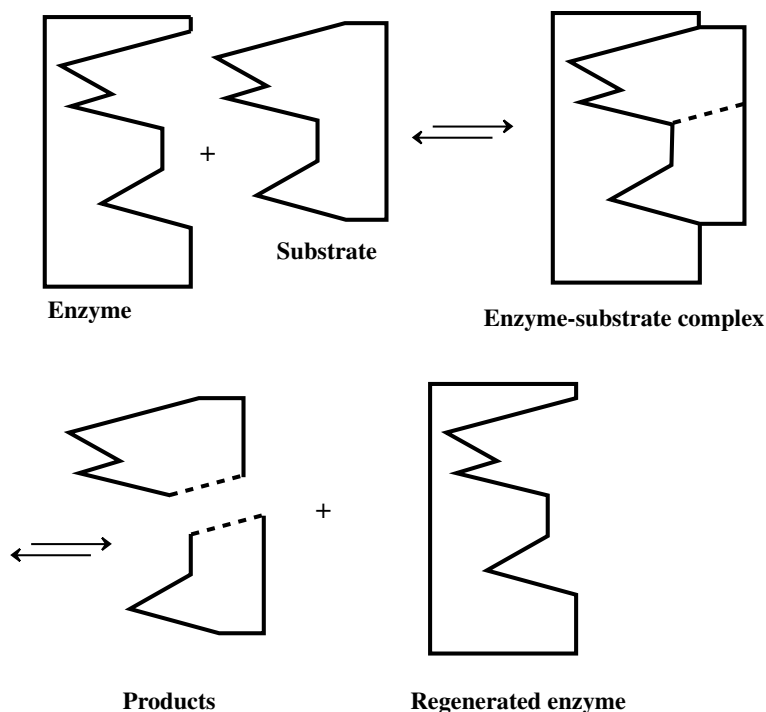 +
Substrate
Enzyme
Enzyme-substrate complex
+
Products
Regenerated enzyme